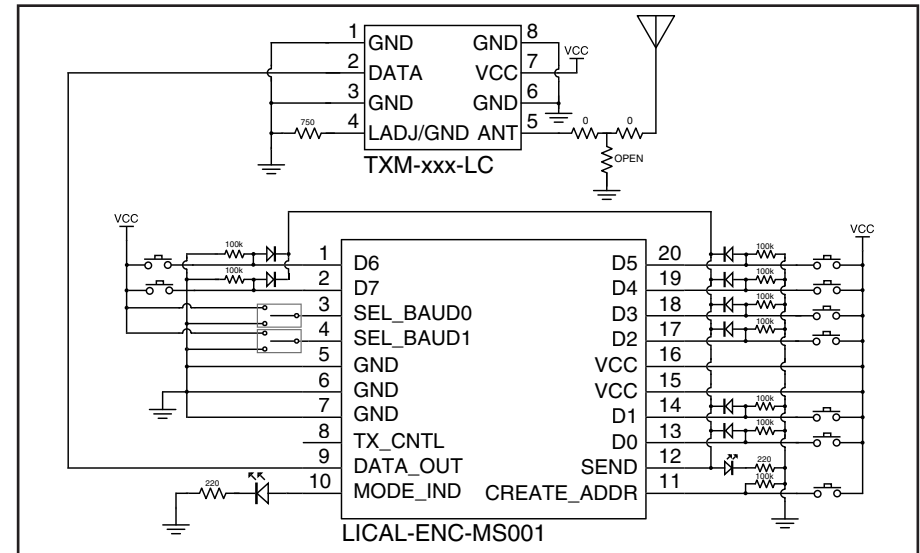 1 GND GND 8
VCC
2 DATA VCC 7
3 GND GND 6
4 LADJ/GND ANT 5
750
0 0
OPEN
TXM-xxx-LC
VCC VCC
100k 1 D6 D5 20 100k
100k 2 D7 D4 19 100k
3 SEL_BAUD0 D3 18 100k
4 SEL_BAUD1 D2 17 100k
5 GND VCC 16
6 GND VCC 15
7 GND D1 14 100k
8 TX_CNTL D0 13 100k
9 DATA_OUT SEND 12 220
220 10 MODE_IND CREATE_ADDR 11 100k
LICAL-ENC-MS001